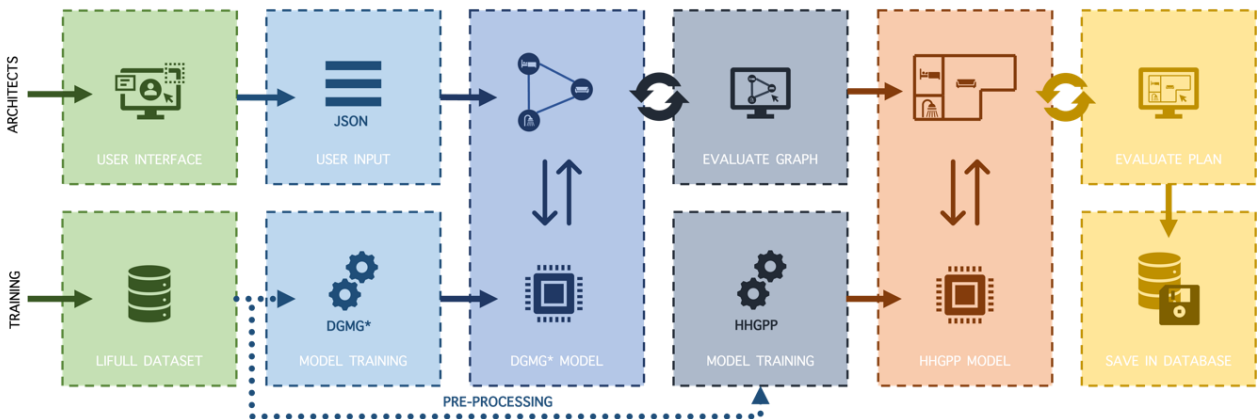 ARCHITECTS
JSON
USER INTERFACE
USER INPUT
EVALUATE GRAPH
EVALUATE PLAN
TRAINING
DGMG*
HHGPP
LIFULL DATASET
MODEL TRAINING
DGMG* MODEL
MODEL TRAINING
HHGPP MODEL
SAVE IN DATABASE
PRE-PROCESSING